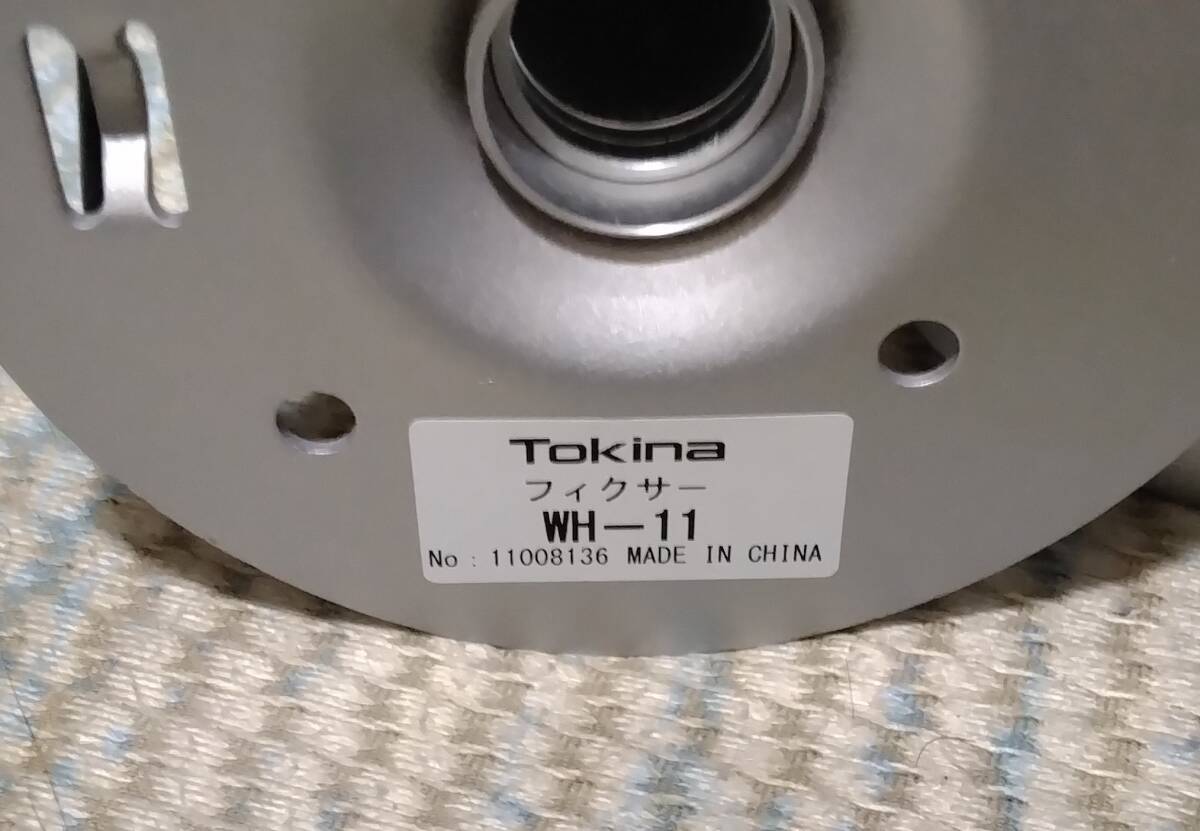 Tokina
フィクサー
WH-11
No: 11008136 MADE IN CHINA